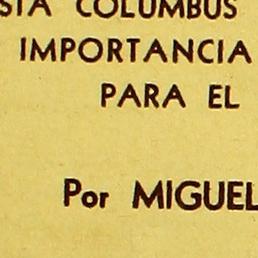 STA COLUMBUS
IMPORTANCIA
PARA EL
Por MIGUEL